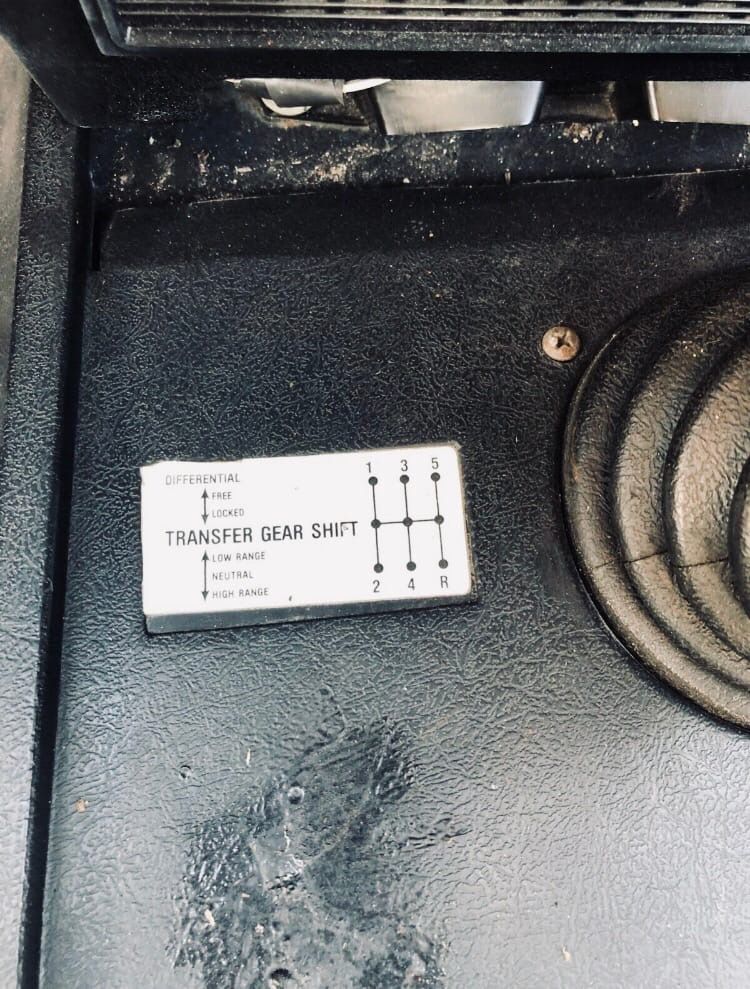 DIFFERENTIAL
FREE
LOCKED
TRANSFER GEAR SHIFT
LOW RANGE
NEUTRAL
HIGH RANGE
1 3 5
2 4 R